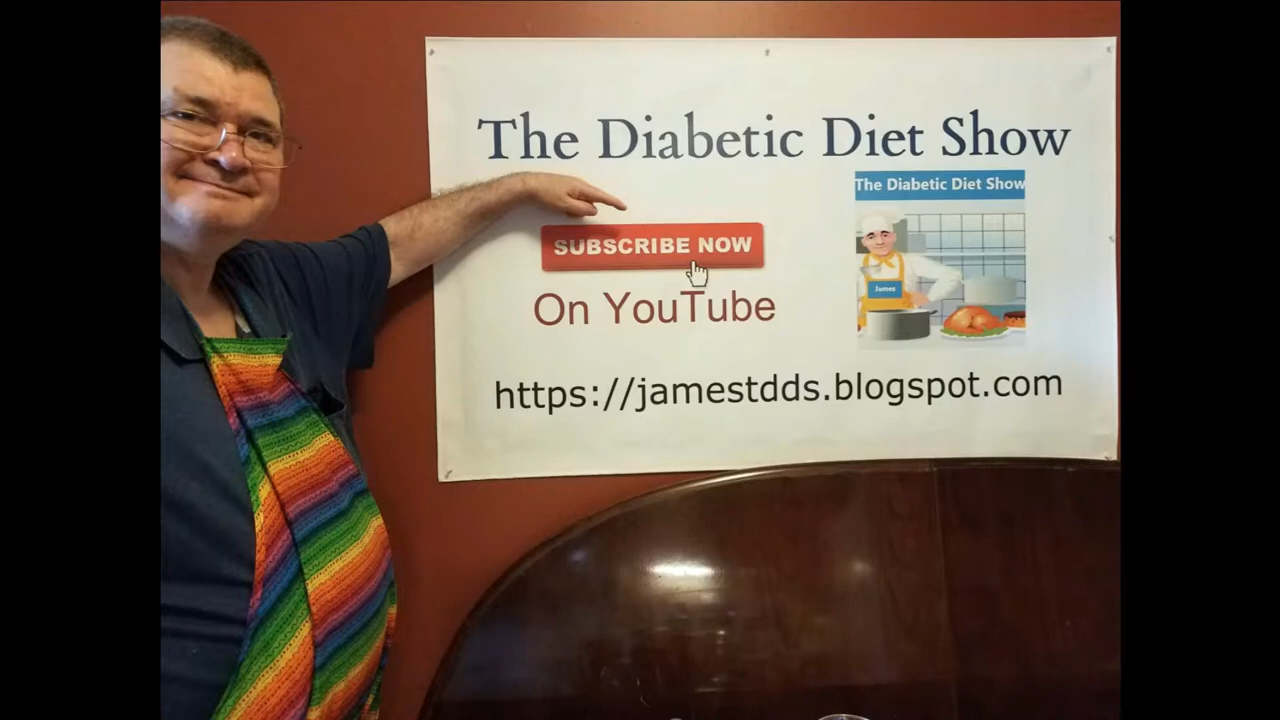 The Diabetic Diet Show
The Diabetic Diet Show
SUBSCRIBE NOW
James
On YouTube
https://jamestdds.blogspot.com